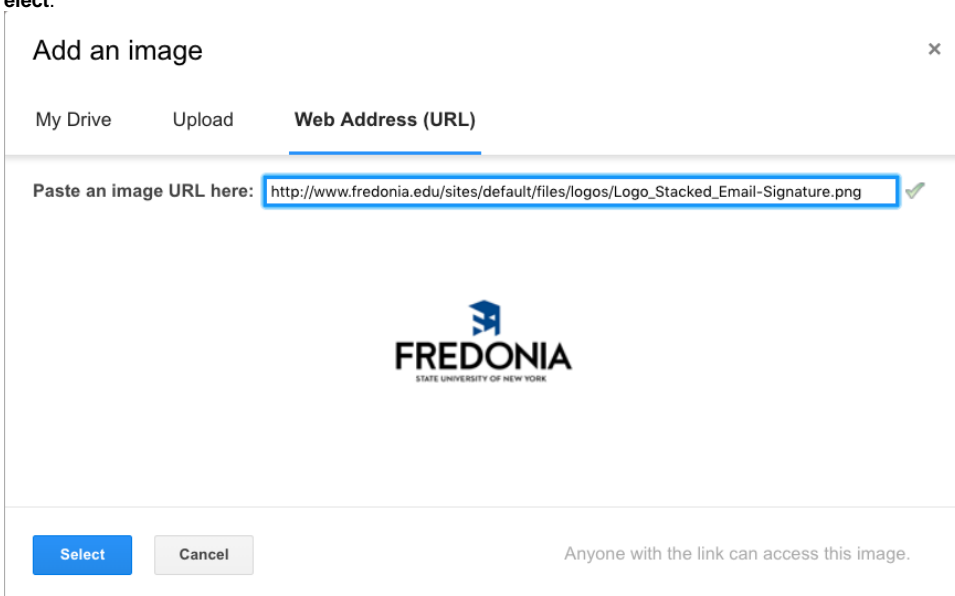 elect.
Add an image ×
My Drive Upload Web Address (URL)
Paste an image URL here: http://www.fredonia.edu/sites/default/files/logos/Logo_Stacked_Email-Signature.png
FREDONIA
STATE UNIVERSITY OF NEW YORK
Select Cancel Anyone with the link can access this image.